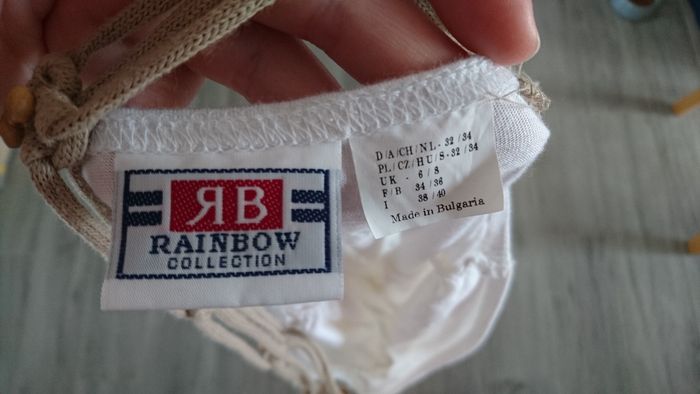 ЯB
RAINBOW
COLLECTION
D/A/CH/NL - 32/34
PL/CZ/HU/S - 32/34
UK - 6/8
F/B 34/36
I 38/40
Made in Bulgaria